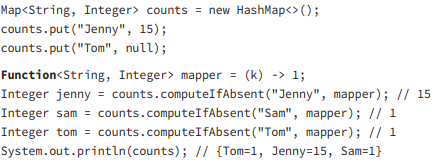 Map<String, Integer> counts = new HashMap<>();
counts.put("Jenny", 15);
counts.put("Tom", null);
Function<String, Integer> mapper = (k) -> 1;
Integer jenny = counts.computeIfAbsent("Jenny", mapper); // 15
Integer sam = counts.computeIfAbsent("Sam", mapper); // 1
Integer tom = counts.computeIfAbsent("Tom", mapper); // 1
System.out.println(counts); // {Tom=1, Jenny=15, Sam=1}